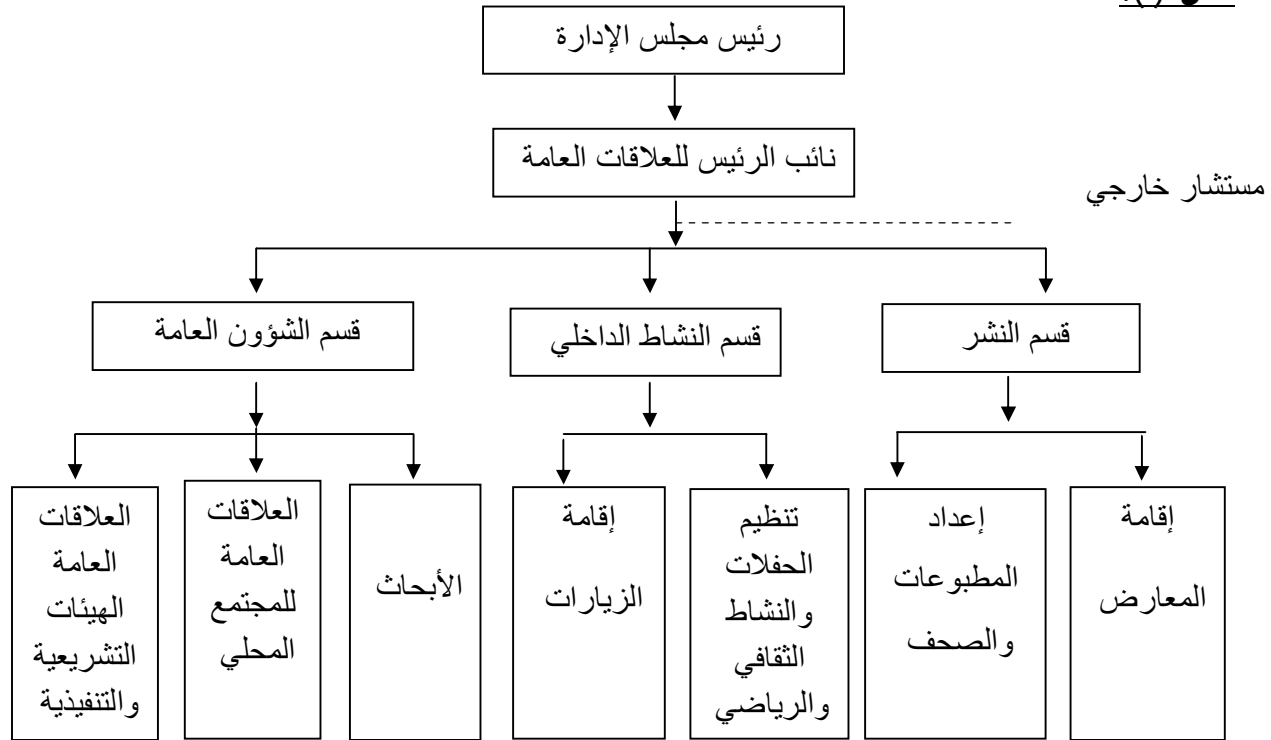 رئيس مجلس الإدارة
نائب الرئيس للعلاقات العامة
مستشار خارجي
قسم النشر
قسم النشاط الداخلي
قسم الشؤون العامة
إقامة
المعارض
إعداد
المطبوعات
والصحف
تنظيم
الحفلات
والنشاط
الثقافي
والرياضي
إقامة
الزيارات
الأبحاث
العلاقات
العامة
للمجتمع
المحلي
العلاقات
العامة
الهيئات
التشريعية
والتنفيذية